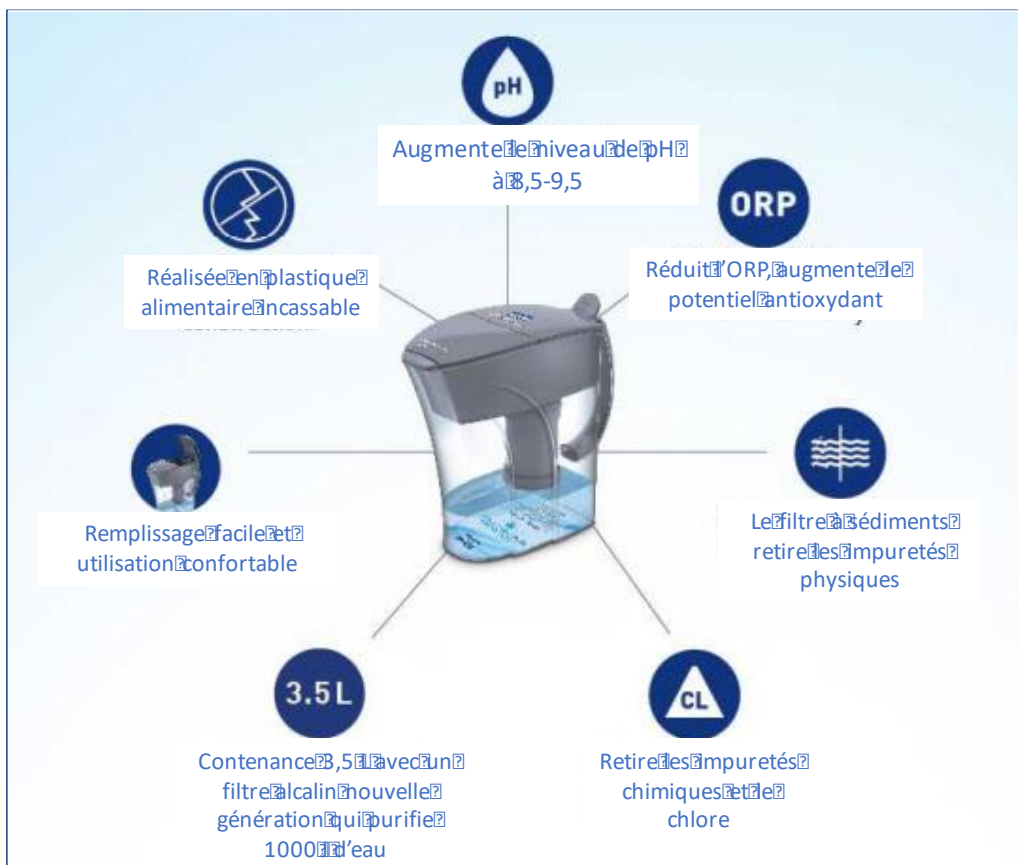 pH
Augmente le niveau de pH
à 8,5-9,5
ORP
Réduit l'ORP, augmente le
potentiel antioxydant
Réalisée en plastique
alimentaire incassable
Remplissage facile et
utilisation confortable
Le filtre à sédiments
retire les impuretés
physiques
3.5 L
Contenance 3,5 L avec un
filtre alcalin nouvelle
génération qui purifie
1000 l d'eau
CL
Retire les impuretés
chimiques et le
chlore